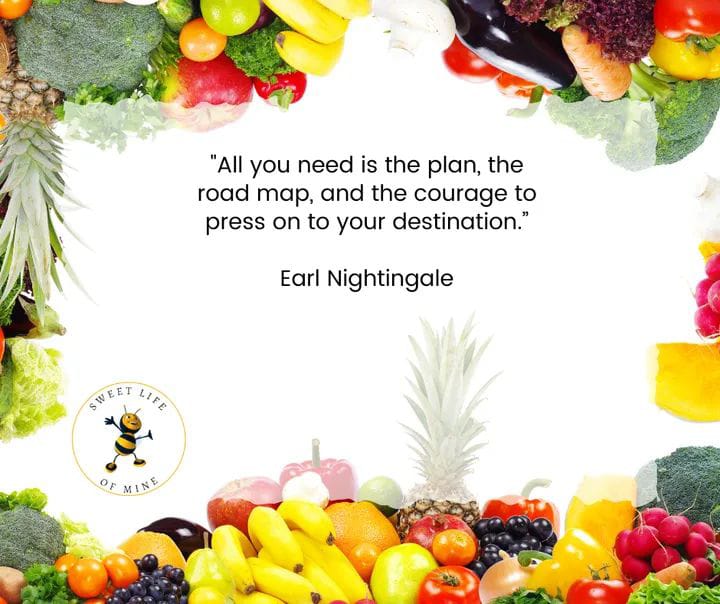 "All you need is the plan, the
road map, and the courage to
press on to your destination.”
Earl Nightingale
SWEET LIFE
OF MINE